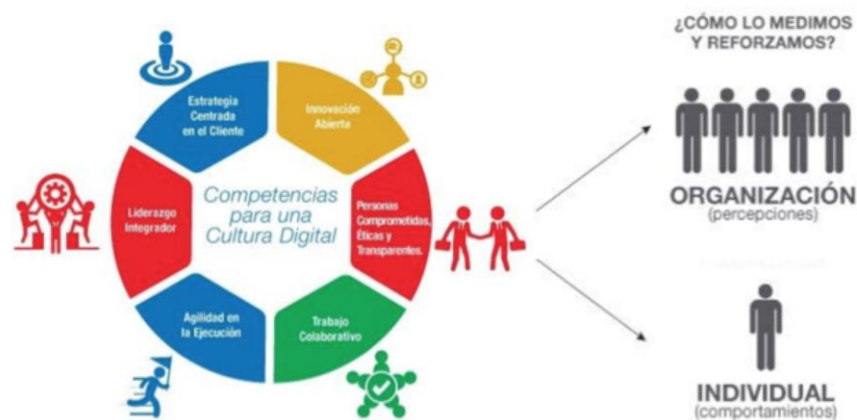 ¿CÓMO LO MEDIMOS
Y REFORZAMOS?
Estrategia
Centrada
en el Cliente
Innovación
Abierta
Liderazgo
Integrador
Competencias
para una
Cultura Digital
Personas
Comprometidas,
Éticas y
Transparentes.
Agilidad en
la Ejecución
Trabajo
Colaborativo
ORGANIZACIÓN
(percepciones)
INDIVIDUAL
(comportamientos)